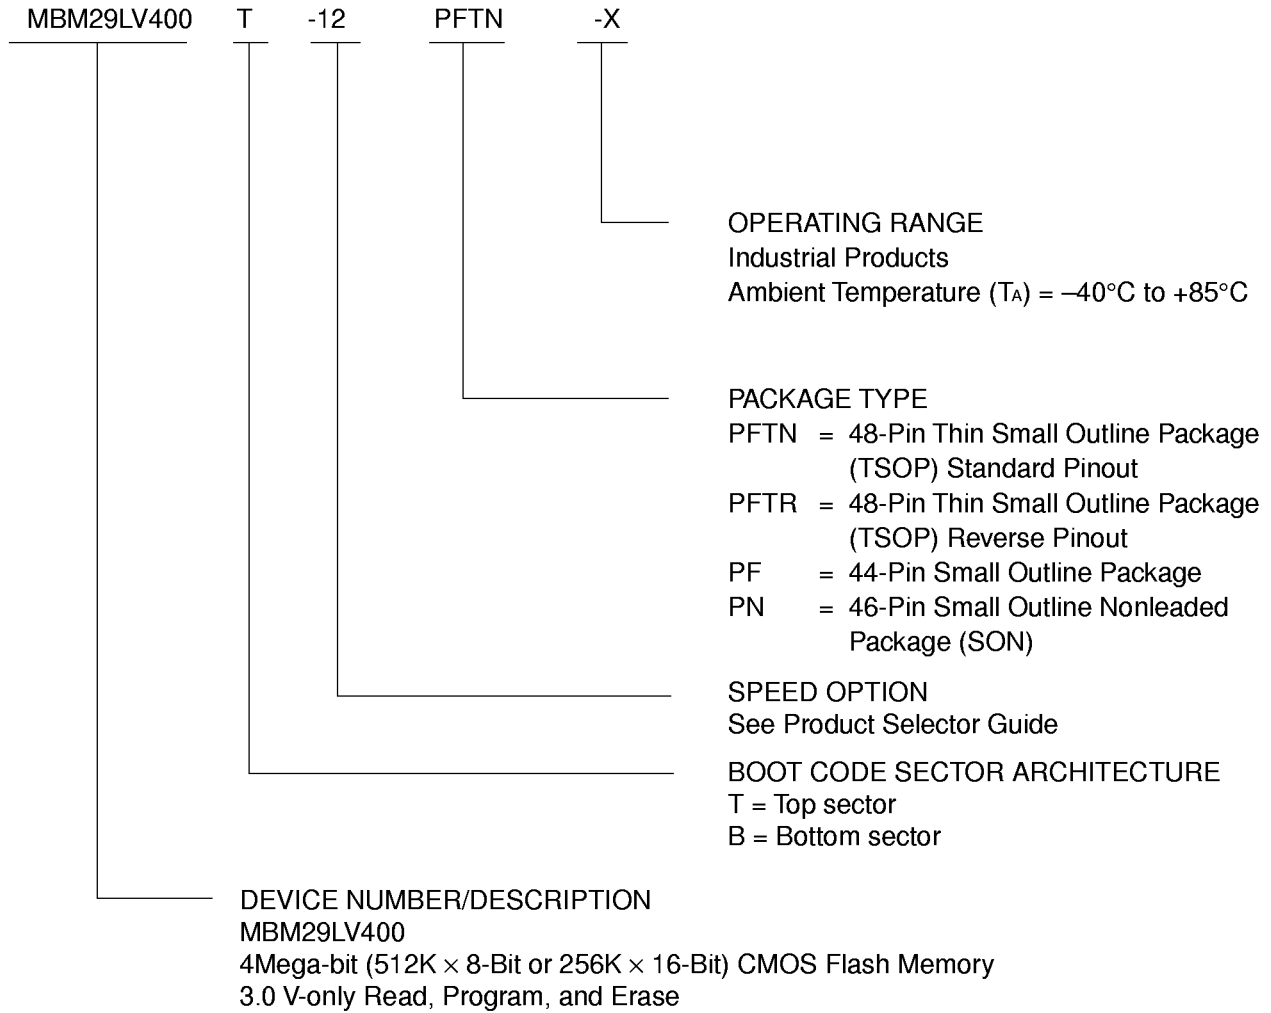 MBM29LV400 T -12 PFTN -X
OPERATING RANGE
Industrial Products
Ambient Temperature (TA) = –40°C to +85°C
PACKAGE TYPE
PFTN = 48-Pin Thin Small Outline Package
(TSOP) Standard Pinout
PFTR = 48-Pin Thin Small Outline Package
(TSOP) Reverse Pinout
PF = 44-Pin Small Outline Package
PN = 46-Pin Small Outline Nonleaded
Package (SON)
SPEED OPTION
See Product Selector Guide
BOOT CODE SECTOR ARCHITECTURE
T = Top sector
B = Bottom sector
DEVICE NUMBER/DESCRIPTION
MBM29LV400
4Mega-bit (512K × 8-Bit or 256K × 16-Bit) CMOS Flash Memory
3.0 V-only Read, Program, and Erase